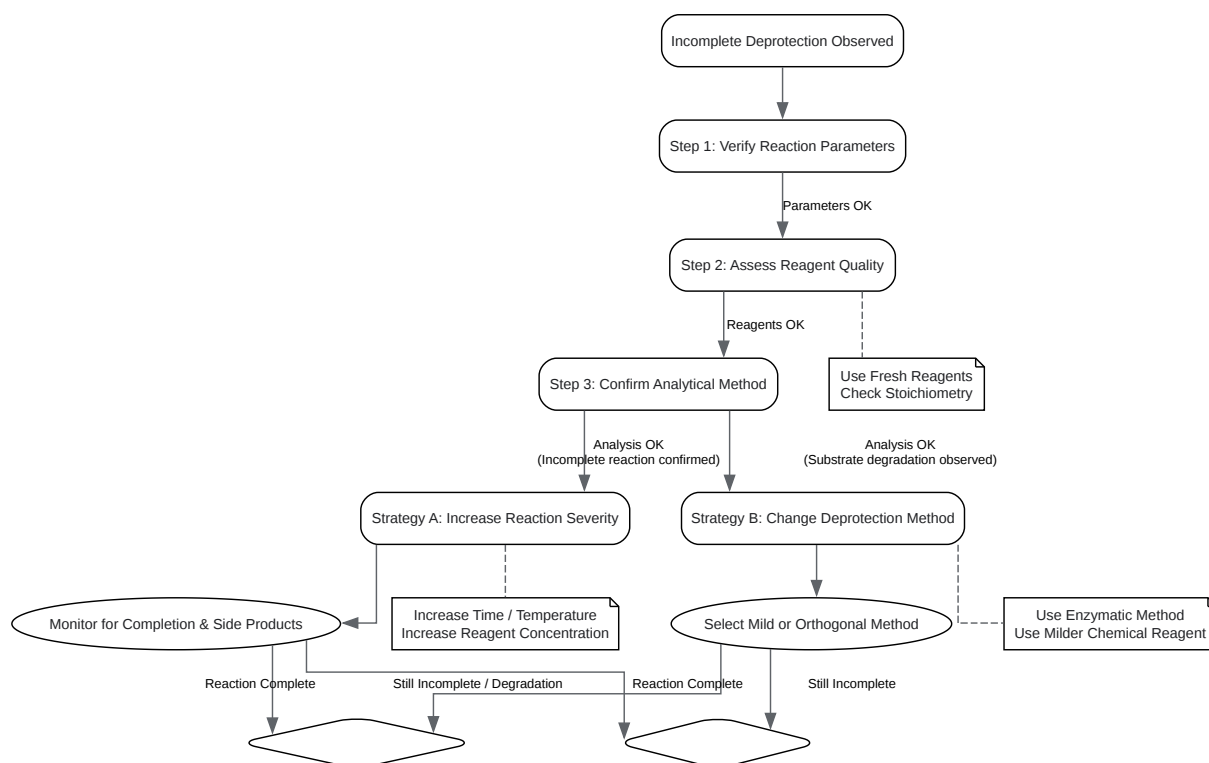 Incomplete Deprotection Observed
Step 1: Verify Reaction Parameters
Parameters OK
Step 2: Assess Reagent Quality
Reagents OK
Step 3: Confirm Analytical Method
Use Fresh Reagents
Check Stoichiometry
Analysis OK
(Incomplete reaction confirmed)
Analysis OK
(Substrate degradation observed)
Strategy A: Increase Reaction Severity
Strategy B: Change Deprotection Method
Monitor for Completion & Side Products
Increase Time / Temperature
Increase Reagent Concentration
Select Mild or Orthogonal Method
Use Enzymatic Method
Use Milder Chemical Reagent
Reaction Complete
Still Incomplete / Degradation
Reaction Complete
Still Incomplete